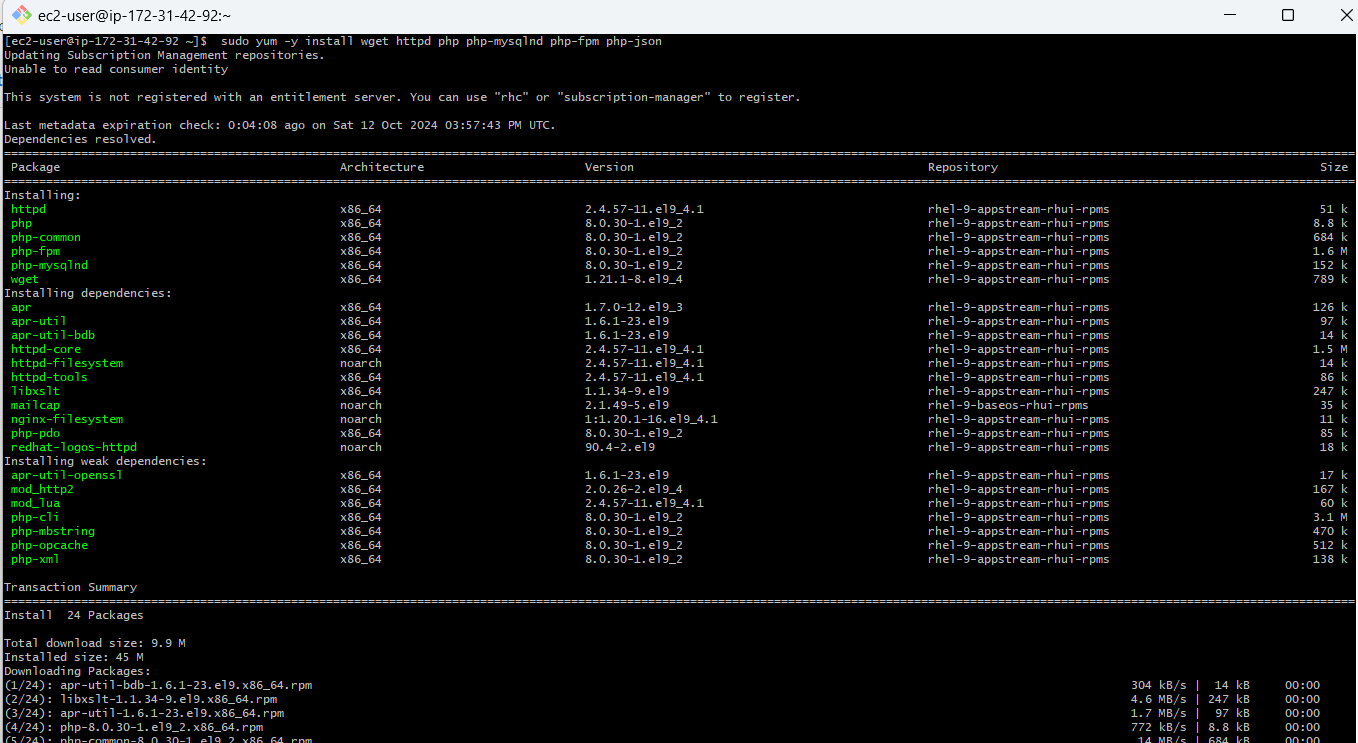 ec2-user@ip-172-31-42-92:~
[ec2-user@ip-172-31-42-92 ~]$  sudo yum -y install wget httpd php php-mysqlnd php-fpm php-json
Updating Subscription Management repositories.
Unable to read consumer identity
This system is not registered with an entitlement server. You can use "rhc" or "subscription-manager" to register.
Last metadata expiration check: 0:04:08 ago on Sat 12 Oct 2024 03:57:43 PM UTC.
Dependencies resolved.
Package Architecture Version Repository Size
Installing:
httpd x86_64 2.4.57-11.el9_4.1 rhel-9-appstream-rhui-rpms 51 k
php x86_64 8.0.30-1.el9_2 rhel-9-appstream-rhui-rpms 8.8 k
php-common x86_64 8.0.30-1.el9_2 rhel-9-appstream-rhui-rpms 684 k
php-fpm x86_64 8.0.30-1.el9_2 rhel-9-appstream-rhui-rpms 1.6 M
php-mysqlnd x86_64 8.0.30-1.el9_2 rhel-9-appstream-rhui-rpms 152 k
wget x86_64 1.21.1-8.el9_4 rhel-9-appstream-rhui-rpms 789 k
Installing dependencies:
apr x86_64 1.7.0-12.el9_3 rhel-9-appstream-rhui-rpms 126 k
apr-util x86_64 1.6.1-23.el9 rhel-9-appstream-rhui-rpms 97 k
apr-util-bdb x86_64 1.6.1-23.el9 rhel-9-appstream-rhui-rpms 14 k
httpd-core x86_64 2.4.57-11.el9_4.1 rhel-9-appstream-rhui-rpms 1.5 M
httpd-filesystem noarch 2.4.57-11.el9_4.1 rhel-9-appstream-rhui-rpms 14 k
httpd-tools x86_64 2.4.57-11.el9_4.1 rhel-9-appstream-rhui-rpms 86 k
libxslt x86_64 1.1.34-9.el9 rhel-9-appstream-rhui-rpms 247 k
mailcap noarch 2.1.49-5.el9 rhel-9-baseos-rhui-rpms 35 k
nginx-filesystem noarch 1:1.20.1-16.el9_4.1 rhel-9-appstream-rhui-rpms 11 k
php-pdo x86_64 8.0.30-1.el9_2 rhel-9-appstream-rhui-rpms 85 k
redhat-logos-httpd noarch 90.4-2.el9 rhel-9-appstream-rhui-rpms 18 k
Installing weak dependencies:
apr-util-openssl x86_64 1.6.1-23.el9 rhel-9-appstream-rhui-rpms 17 k
mod_http2 x86_64 2.0.26-2.el9_4 rhel-9-appstream-rhui-rpms 167 k
mod_lua x86_64 2.4.57-11.el9_4.1 rhel-9-appstream-rhui-rpms 60 k
php-cli x86_64 8.0.30-1.el9_2 rhel-9-appstream-rhui-rpms 3.1 M
php-mbstring x86_64 8.0.30-1.el9_2 rhel-9-appstream-rhui-rpms 470 k
php-opcache x86_64 8.0.30-1.el9_2 rhel-9-appstream-rhui-rpms 512 k
php-xml x86_64 8.0.30-1.el9_2 rhel-9-appstream-rhui-rpms 138 k
Transaction Summary
Install  24 Packages
Total download size: 9.9 M
Installed size: 45 M
Downloading Packages:
(1/24): apr-util-bdb-1.6.1-23.el9.x86_64.rpm 304 kB/s | 14 kB 00:00
(2/24): libxslt-1.1.34-9.el9.x86_64.rpm 4.6 MB/s | 247 kB 00:00
(3/24): apr-util-1.6.1-23.el9.x86_64.rpm 1.7 MB/s | 97 kB 00:00
(4/24): php-8.0.30-1.el9_2.x86_64.rpm 772 kB/s | 8.8 kB 00:00
(5/24): php-common-8.0.30-1.el9_2.x86_64.rpm 14 MB/s | 684 kB 00:00